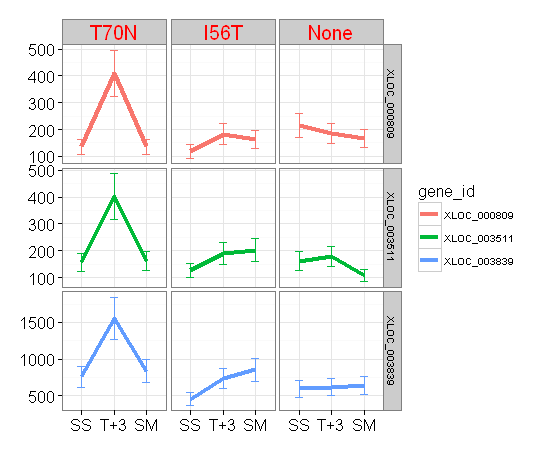 T70N I56T None
500
400
300
200
100
XLOC_000809
500
400
300
200
100
XLOC_003511
1500
1000
500
XLOC_003839
SS T+3 SM SS T+3 SM SS T+3 SM
gene_id
XLOC_000809
XLOC_003511
XLOC_003839